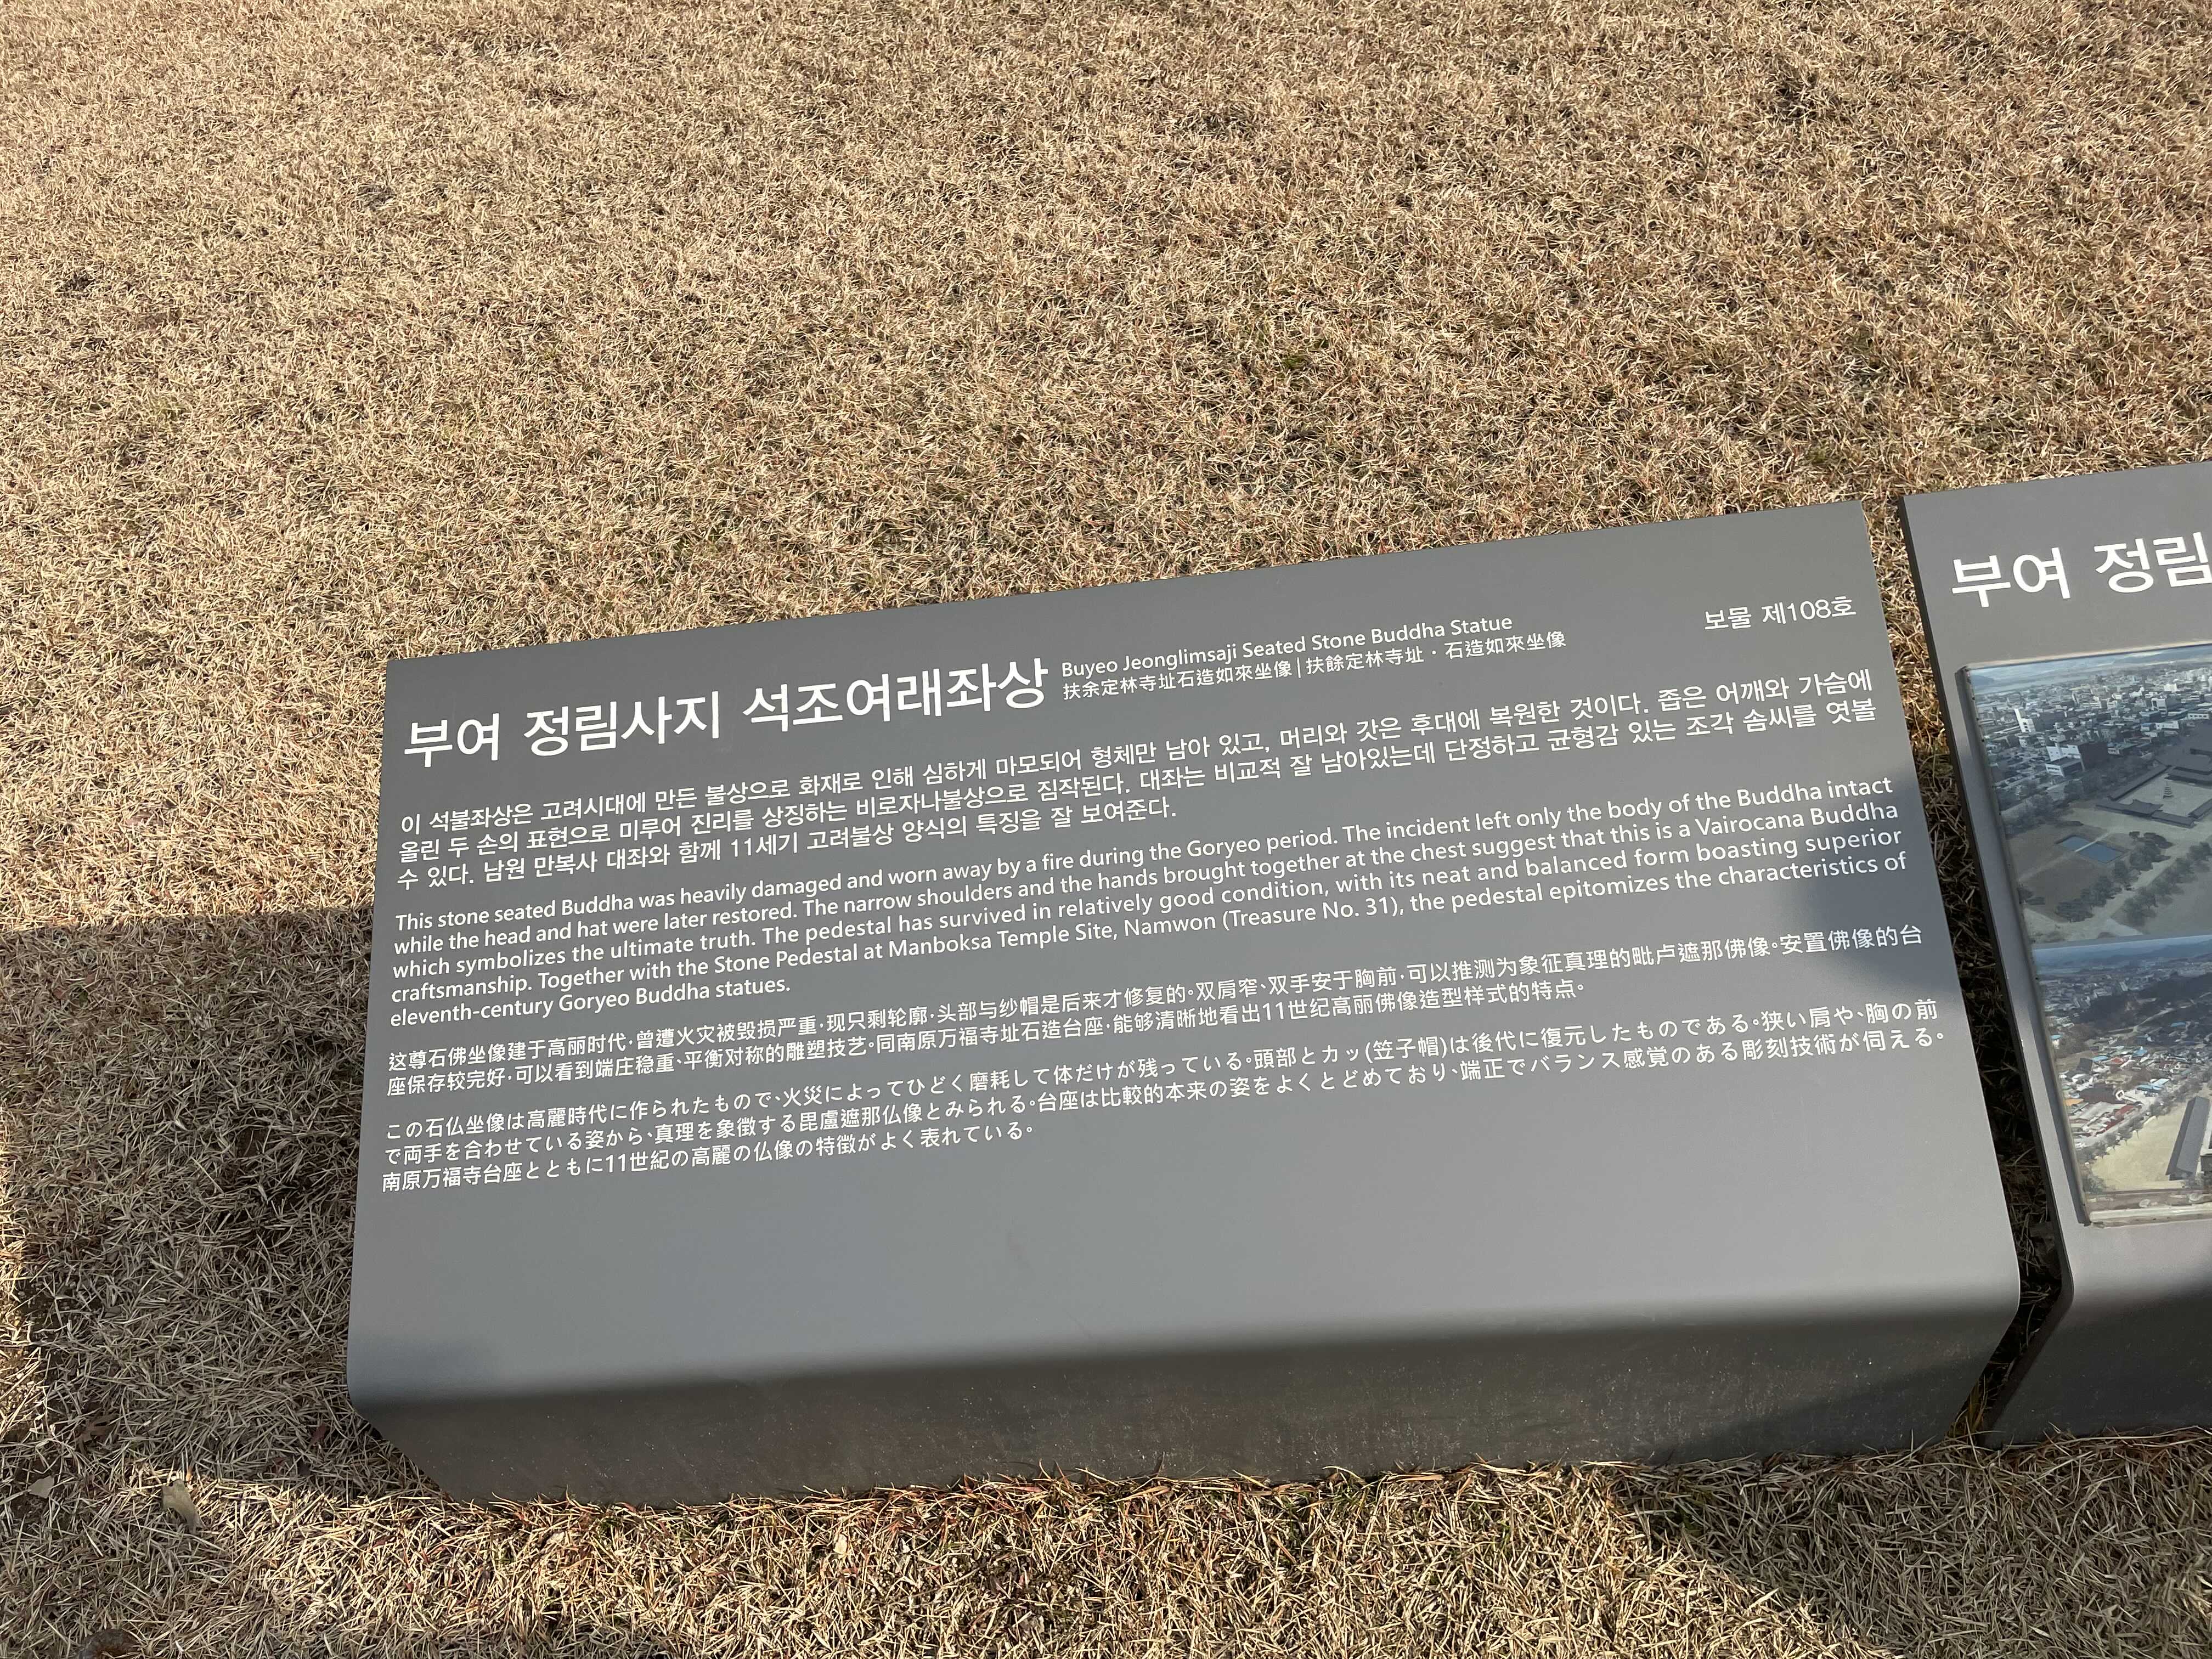 부여 정림사지 석조여래좌상
Buyeo Jeonglimsaji Seated Stone Buddha Statue
扶余定林寺址石造如來坐像 | 扶餘定林寺址・石造如來坐像
보물 제108호
이 석불좌상은 고려시대에 만든 불상으로 화재로 인해 심하게 마모되어 형체만 남아 있고, 머리와 갓은 후대에 복원한 것이다. 좁은 어깨와 가슴에
올린 두 손의 표현으로 미루어 진리를 상징하는 비로자나불상으로 짐작된다. 대좌는 비교적 잘 남아있는데 단정하고 균형감 있는 조각 솜씨를 엿볼
수 있다. 남원 만복사 대좌와 함께 11세기 고려불상 양식의 특징을 잘 보여준다.
This stone seated Buddha was heavily damaged and worn away by a fire during the Goryeo period. The incident left only the body of the Buddha intact
while the head and hat were later restored. The narrow shoulders and the hands brought together at the chest suggest that this is a Vairocana Buddha
which symbolizes the ultimate truth. The pedestal has survived in relatively good condition, with its neat and balanced form boasting superior
craftsmanship. Together with the Stone Pedestal at Manboksa Temple Site, Namwon (Treasure No. 31), the pedestal epitomizes the characteristics of
eleventh-century Goryeo Buddha statues.
这尊石佛坐像建于高丽时代，曾遭火灾被毁损严重，现只剩轮廓，头部与纱帽是后来才修复的。双肩窄、双手安于胸前，可以推测为象征真理的毗卢遮那佛像。安置佛像的台
座保存较完好，可以看到端庄稳重、平衡对称的雕塑技艺。同南原万福寺址石造台座，能够清晰地看出11世纪高丽佛像造型样式的特点。
この石仏坐像は高麗時代に作られたもので、火災によってひどく磨耗して体だけが残っている。頭部とカッ(笠子帽)は後代に復元したものである。狭い肩や、胸の前
で両手を合わせている姿から、真理を象徴する毘盧遮那仏像とみられる。台座は比較的本来の姿をよくとどめており、端正でバランス感覚のある彫刻技術が伺える。
南原万福寺台座とともに11世紀の高麗の仏像の特徴がよく表れている。
부여 정림